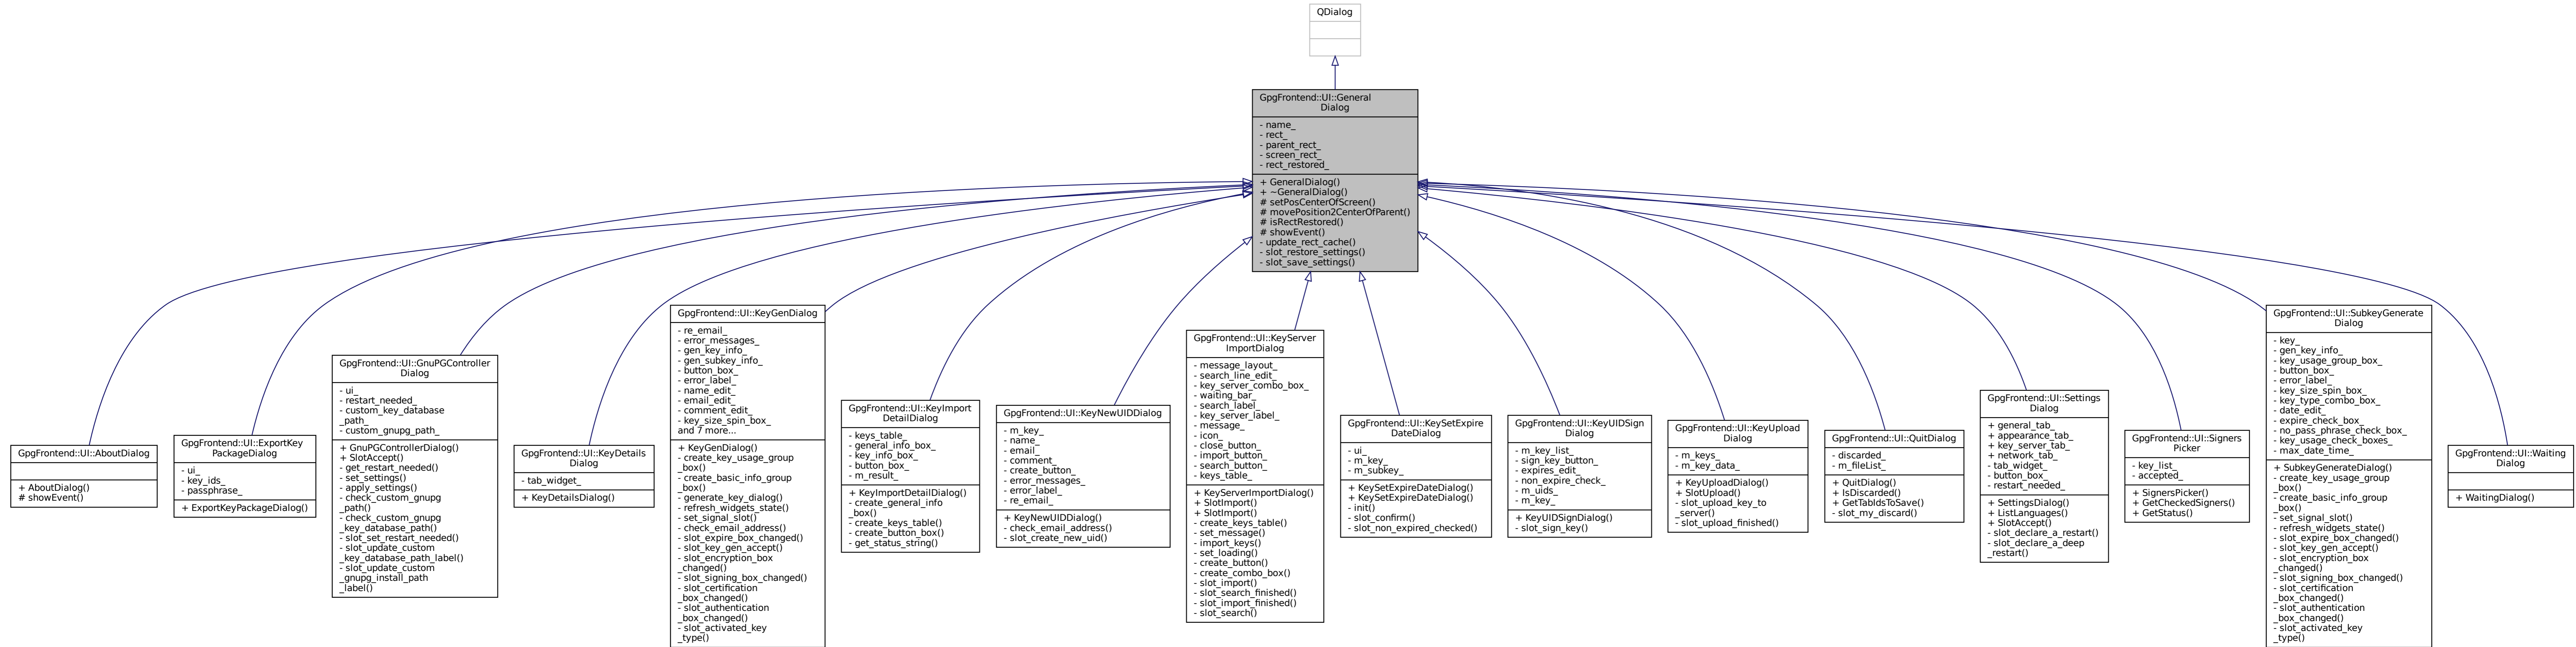 QDialog
GpgFrontend::UI::General
Dialog
- name_
- rect_
- parent_rect_
- screen_rect_
- rect_restored_
+ GeneralDialog()
+ ~GeneralDialog()
# setPosCenterOfScreen()
# movePosition2CenterOfParent()
# isRectRestored()
# showEvent()
- update_rect_cache()
- slot_restore_settings()
- slot_save_settings()
GpgFrontend::UI::AboutDialog
+ AboutDialog()
# showEvent()
GpgFrontend::UI::ExportKey
PackageDialog
- ui_
- key_ids_
- passphrase_
+ ExportKeyPackageDialog()
GpgFrontend::UI::GnuPGController
Dialog
- ui_
- restart_needed_
- custom_key_database
_path_
- custom_gnupg_path_
+ GnuPGControllerDialog()
+ SlotAccept()
- get_restart_needed()
- set_settings()
- apply_settings()
- check_custom_gnupg
_path()
- check_custom_gnupg
_key_database_path()
- slot_set_restart_needed()
- slot_update_custom
_key_database_path_label()
- slot_update_custom
_gnupg_install_path
_label()
GpgFrontend::UI::KeyDetails
Dialog
- tab_widget_
+ KeyDetailsDialog()
GpgFrontend::UI::KeyGenDialog
- re_email_
- error_messages_
- gen_key_info_
- gen_subkey_info_
- button_box_
- error_label_
- name_edit_
- email_edit_
- comment_edit_
- key_size_spin_box_
and 7 more...
+ KeyGenDialog()
- create_key_usage_group
_box()
- create_basic_info_group
_box()
- generate_key_dialog()
- refresh_widgets_state()
- set_signal_slot()
- check_email_address()
- slot_expire_box_changed()
- slot_key_gen_accept()
- slot_encryption_box
_changed()
- slot_signing_box_changed()
- slot_certification
_box_changed()
- slot_authentication
_box_changed()
- slot_activated_key
_type()
GpgFrontend::UI::KeyImport
DetailDialog
- keys_table_
- general_info_box_
- key_info_box_
- button_box_
- m_result_
+ KeyImportDetailDialog()
- create_general_info
_box()
- create_keys_table()
- create_button_box()
- get_status_string()
GpgFrontend::UI::KeyNewUIDDialog
- m_key_
- name_
- email_
- comment_
- create_button_
- error_messages_
- error_label_
- re_email_
+ KeyNewUIDDialog()
- check_email_address()
- slot_create_new_uid()
GpgFrontend::UI::KeyServer
ImportDialog
- message_layout_
- search_line_edit_
- key_server_combo_box_
- waiting_bar_
- search_label_
- key_server_label_
- message_
- icon_
- close_button_
- import_button_
- search_button_
- keys_table_
+ KeyServerImportDialog()
+ SlotImport()
+ SlotImport()
- create_keys_table()
- set_message()
- import_keys()
- set_loading()
- create_button()
- create_combo_box()
- slot_import()
- slot_search_finished()
- slot_import_finished()
- slot_search()
GpgFrontend::UI::KeySetExpire
DateDialog
- ui_
- m_key_
- m_subkey_
+ KeySetExpireDateDialog()
+ KeySetExpireDateDialog()
- init()
- slot_confirm()
- slot_non_expired_checked()
GpgFrontend::UI::KeyUIDSign
Dialog
- m_key_list_
- sign_key_button_
- expires_edit_
- non_expire_check_
- m_uids_
- m_key_
+ KeyUIDSignDialog()
- slot_sign_key()
GpgFrontend::UI::KeyUpload
Dialog
- m_keys_
- m_key_data_
+ KeyUploadDialog()
+ SlotUpload()
- slot_upload_key_to
_server()
- slot_upload_finished()
GpgFrontend::UI::QuitDialog
- discarded_
- m_fileList_
+ QuitDialog()
+ IsDiscarded()
+ GetTabIdsToSave()
- slot_my_discard()
GpgFrontend::UI::Settings
Dialog
+ general_tab_
+ appearance_tab_
+ key_server_tab_
+ network_tab_
- tab_widget_
- button_box_
- restart_needed_
+ SettingsDialog()
+ ListLanguages()
+ SlotAccept()
- slot_declare_a_restart()
- slot_declare_a_deep
_restart()
GpgFrontend::UI::Signers
Picker
- key_list_
- accepted_
+ SignersPicker()
+ GetCheckedSigners()
+ GetStatus()
GpgFrontend::UI::SubkeyGenerate
Dialog
- key_
- gen_key_info_
- key_usage_group_box_
- button_box_
- error_label_
- key_size_spin_box_
- key_type_combo_box_
- date_edit_
- expire_check_box_
- no_pass_phrase_check_box_
- key_usage_check_boxes_
- max_date_time_
+ SubkeyGenerateDialog()
- create_key_usage_group
_box()
- create_basic_info_group
_box()
- set_signal_slot()
- refresh_widgets_state()
- slot_expire_box_changed()
- slot_key_gen_accept()
- slot_encryption_box
_changed()
- slot_signing_box_changed()
- slot_certification
_box_changed()
- slot_authentication
_box_changed()
- slot_activated_key
_type()
GpgFrontend::UI::Waiting
Dialog
+ WaitingDialog()